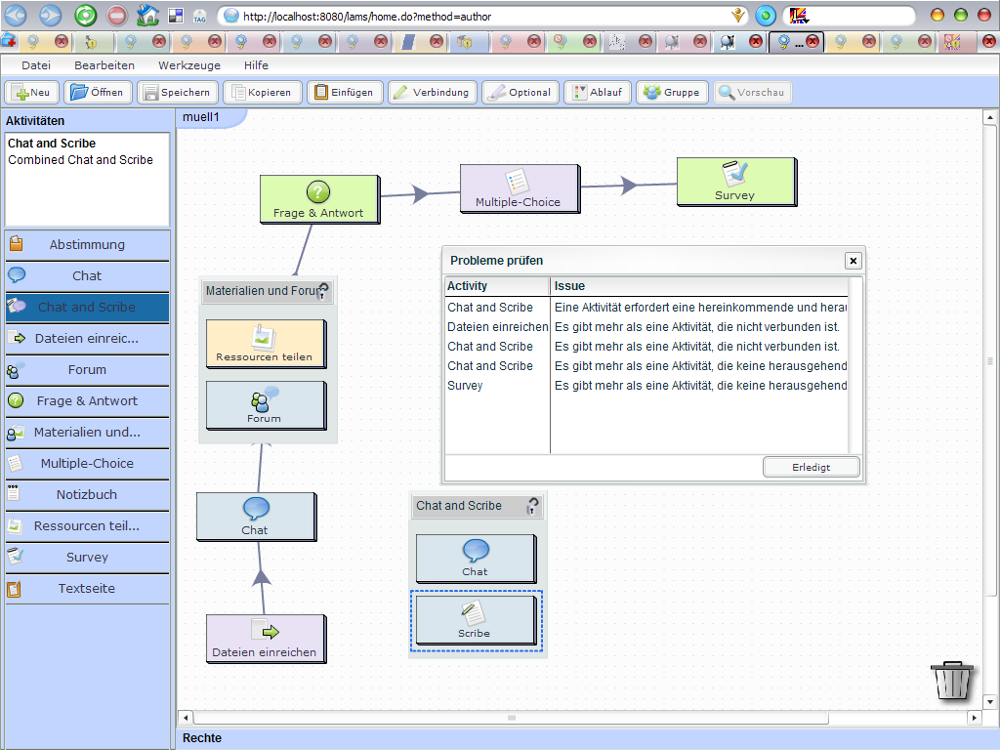 TAG
http://localhost:8080/lams/home.do?method=author
...
Datei Bearbeiten Werkzeuge Hilfe
Neu Öffnen Speichern Kopieren Einfügen Verbindung Optional Ablauf Gruppe Vorschau
Aktivitäten
Chat and Scribe
Combined Chat and Scribe
Abstimmung
Chat
Chat and Scribe
Dateien einreic...
Forum
Frage & Antwort
Materialien und...
Multiple-Choice
Notizbuch
Ressourcen teil...
Survey
Textseite
muell1
Frage & Antwort
Multiple-Choice
Survey
Materialien und Forum
Ressourcen teilen
Forum
Chat
Dateien einreichen
Chat and Scribe
Chat
Scribe
Probleme prüfen
Activity Issue
Chat and Scribe Eine Aktivität erfordert eine hereinkommende und herau
Dateien einreichen Es gibt mehr als eine Aktivität, die nicht verbunden ist.
Chat and Scribe Es gibt mehr als eine Aktivität, die nicht verbunden ist.
Chat and Scribe Es gibt mehr als eine Aktivität, die keine herausgehend
Survey Es gibt mehr als eine Aktivität, die keine herausgehend
Erledigt
Rechte